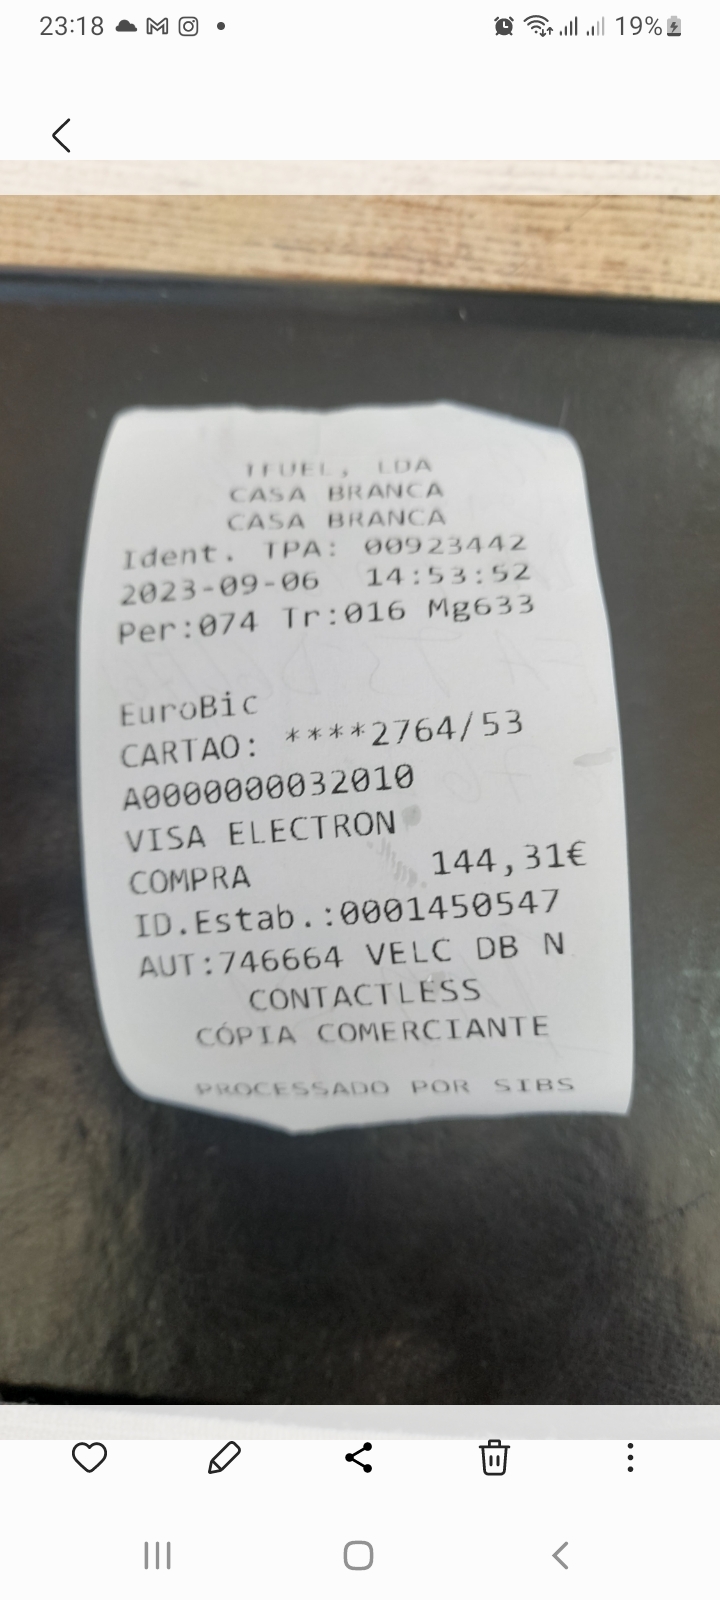 23:18
19%
TFUEL, LDA
CASA BRANCA
CASA BRANCA
Ident. TPA: 00923442
2023-09-06 14:53:52
Per:074 Tr:016 Mg633
EuroBic
CARTAO: ****2764/53
A0000000032010
VISA ELECTRON
COMPRA 144,31€
ID.Estab.:0001450547
AUT:746664 VELC DB N
CONTACTLESS
CÓPIA COMERCIANTE
PROCESSADO POR SIBS